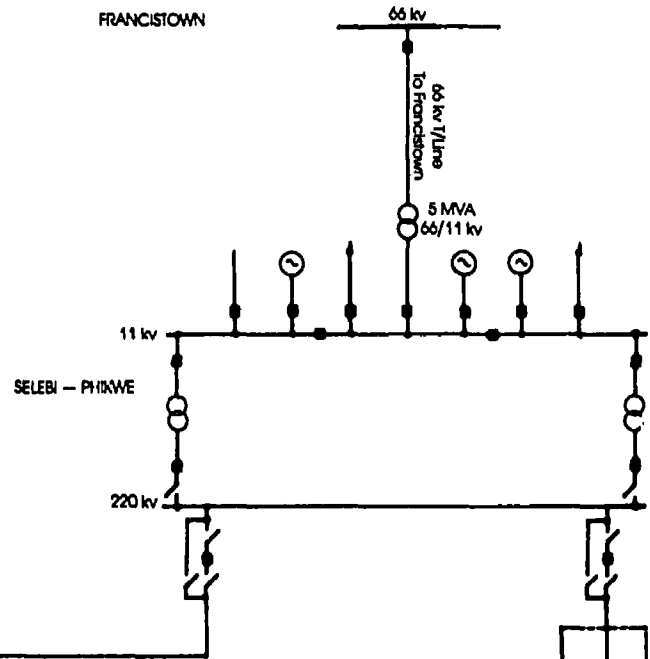 FRANCISTOWN
66 kv
66 kv T/Line
To Francistown
5 MVA
66/11 kv
11 kv
SELEBI — PHIKWE
220 kv